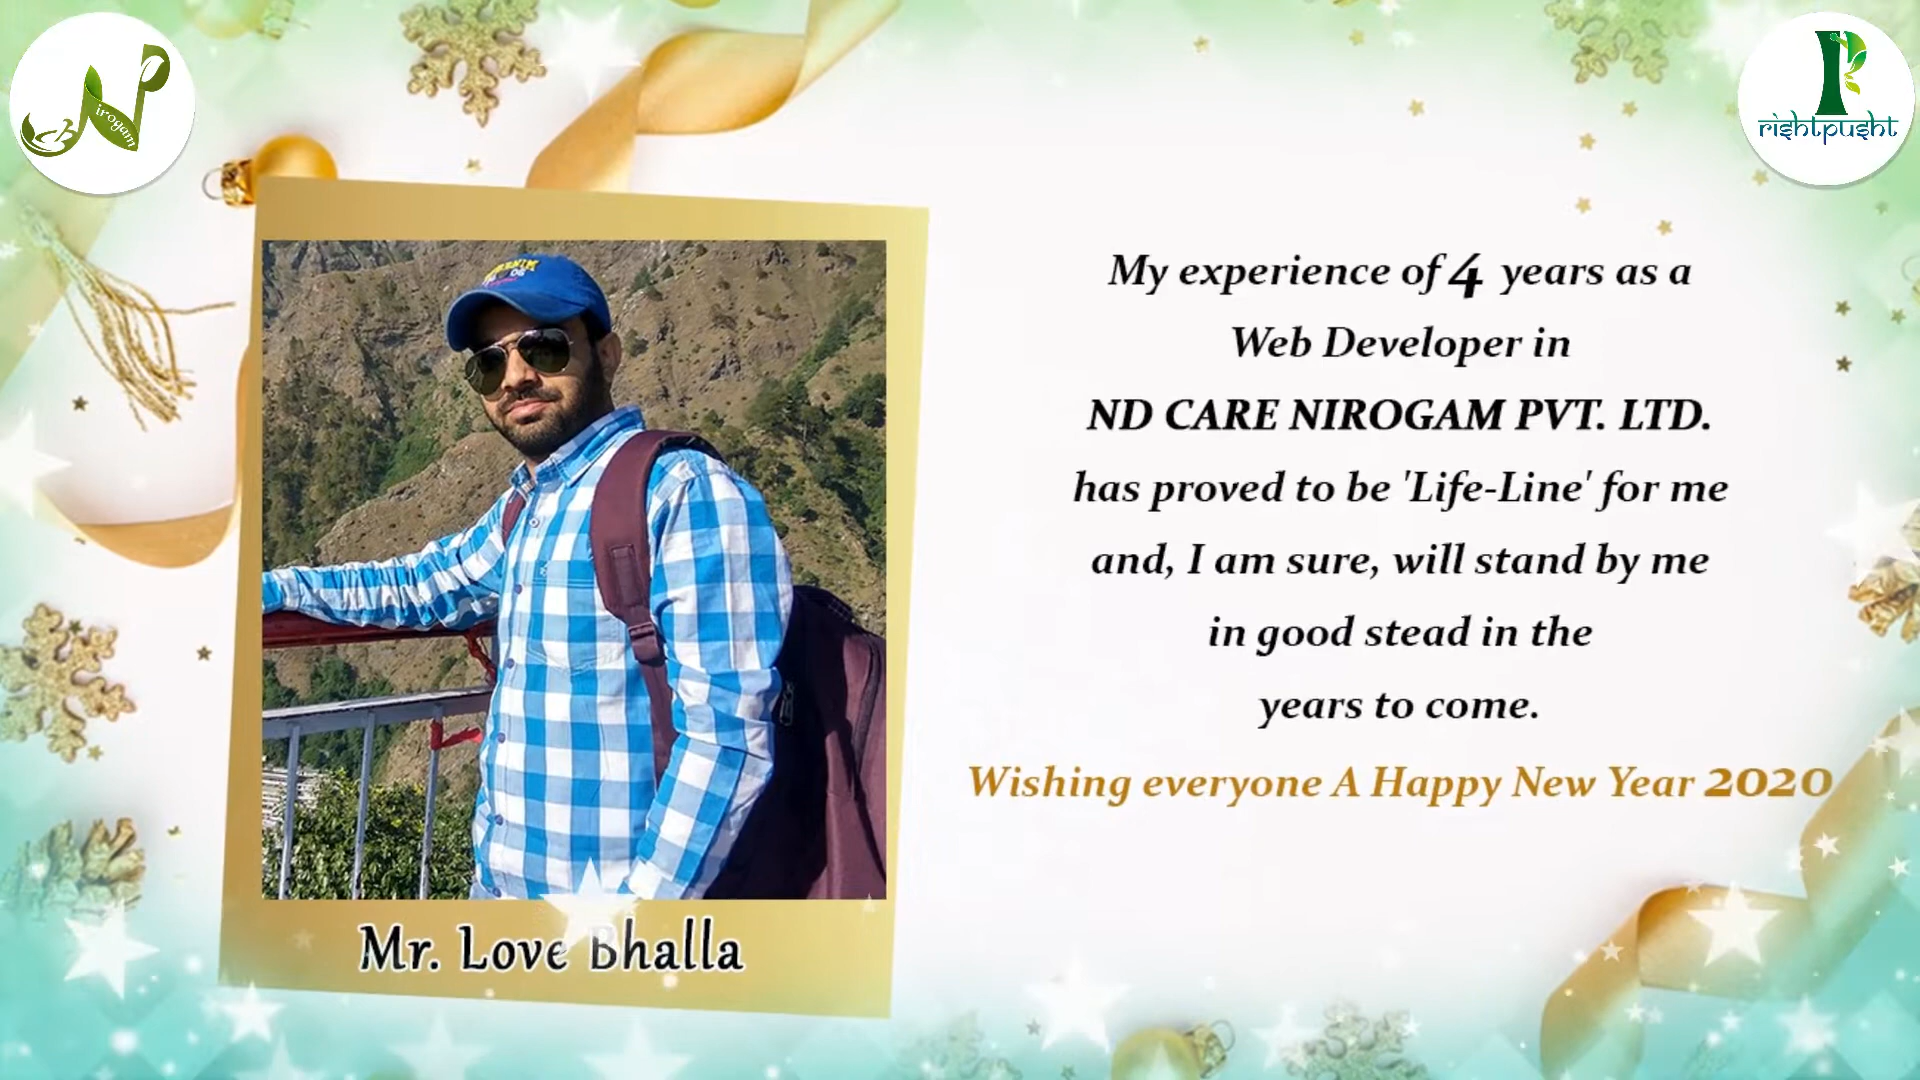 Nirogam
rishtpusht
My experience of 4 years as a
Web Developer in
ND CARE NIROGAM PVT. LTD.
has proved to be 'Life-Line' for me
and, I am sure, will stand by me
in good stead in the
years to come.
Wishing everyone A Happy New Year 2020
Mr. Love Bhalla